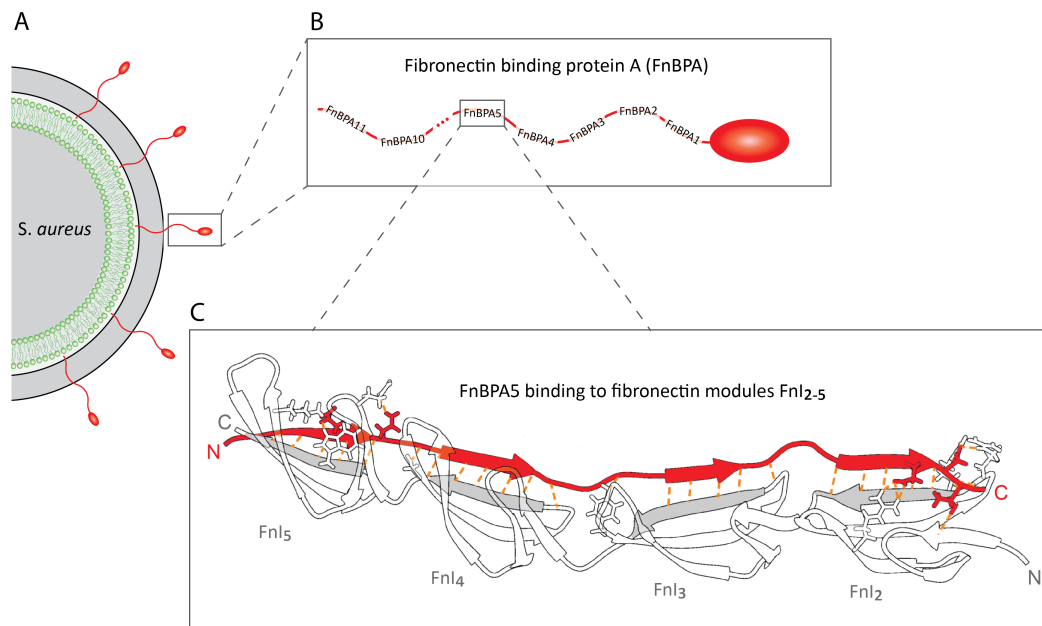 A
B
Fibronectin binding protein A (FnBPA)
FnBPA11
FnBPA10
FnBPA5
FnBPA4
FnBPA3
FnBPA2
FnBPA1
S. aureus
C
FnBPA5 binding to fibronectin modules FnI2-5
C
N
FnI5
FnI4
FnI3
FnI2
C
N